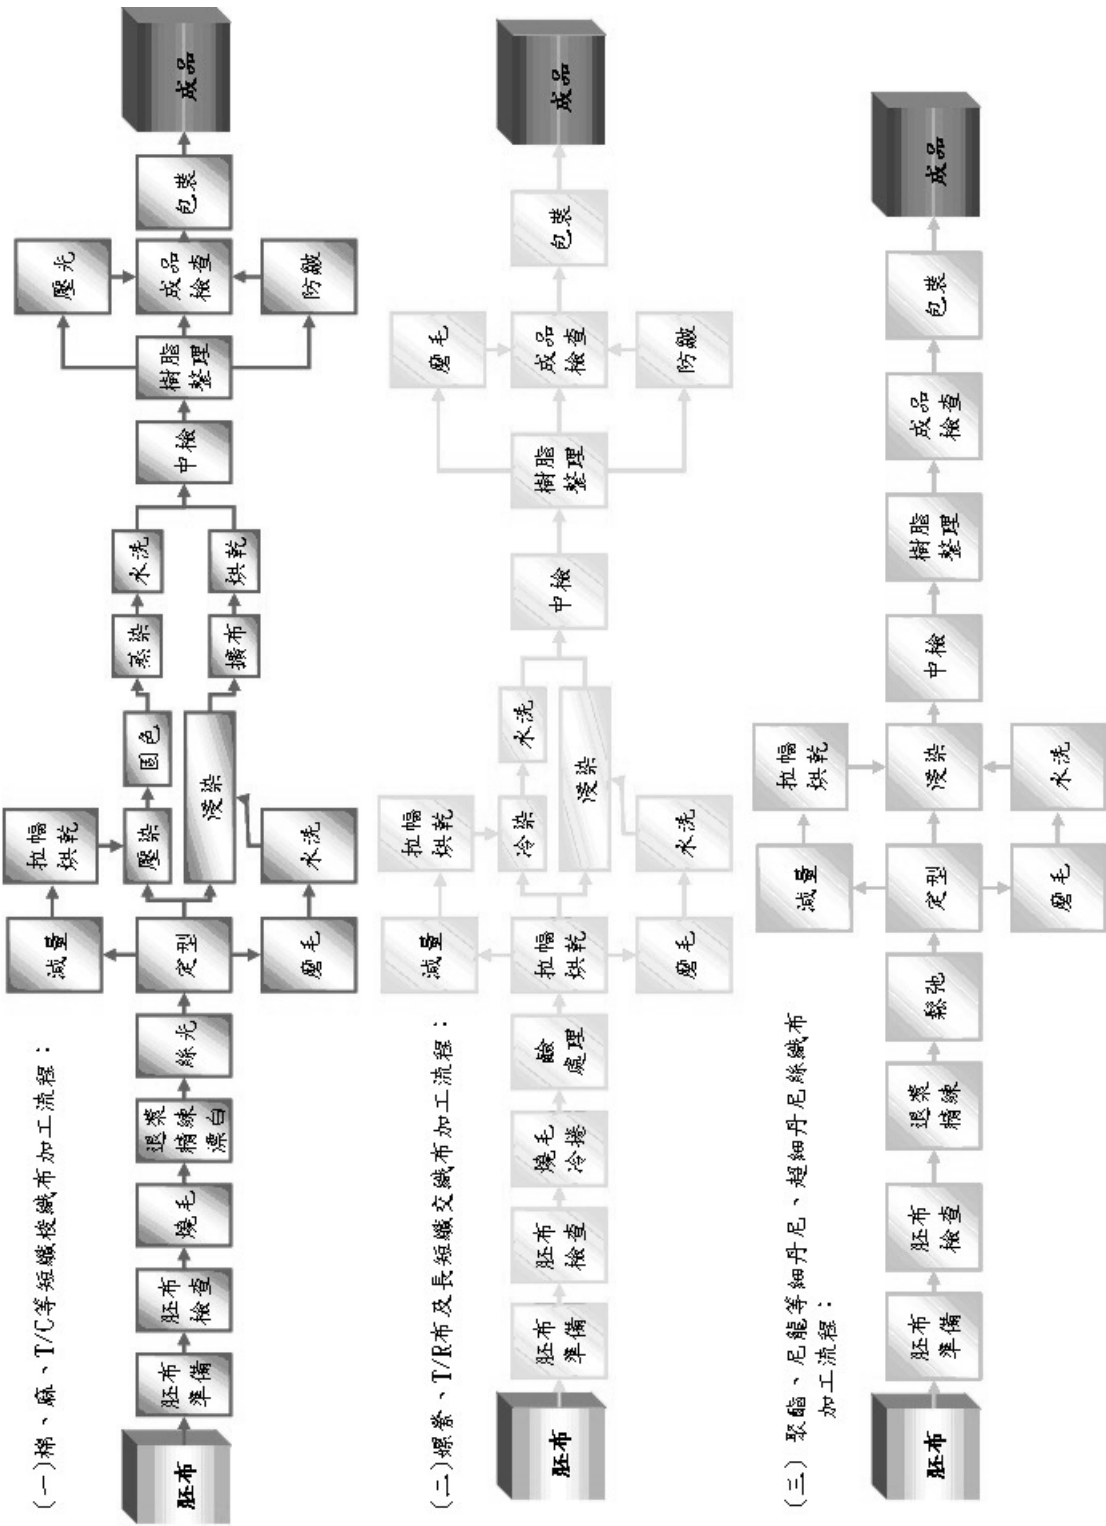 (一)棉、麻、T/C等短纖梭織布加工流程：
胚布
胚布
準備
胚布
檢查
燒毛
退漿
精練
漂白
絲光
定型
減量
拉幅
烘乾
磨毛
水洗
壓染
固色
蒸染
水洗
浸染
擴布
烘乾
中檢
樹脂
整理
壓光
防皺
成品
檢查
包裝
成品
(二)嫘縈、T/R布及長短纖交織布加工流程：
胚布
胚布
準備
胚布
檢查
燒毛
冷捲
鹼
處理
拉幅
烘乾
減量
拉幅
烘乾
磨毛
水洗
冷染
水洗
浸染
中檢
樹脂
整理
磨毛
防皺
成品
檢查
包裝
成品
(三) 聚酯、尼龍等細丹尼、超細丹尼絲織布
加工流程：
胚布
胚布
準備
胚布
檢查
退漿
精練
鬆弛
定型
減量
拉幅
烘乾
磨毛
水洗
浸染
中檢
樹脂
整理
成品
檢查
包裝
成品